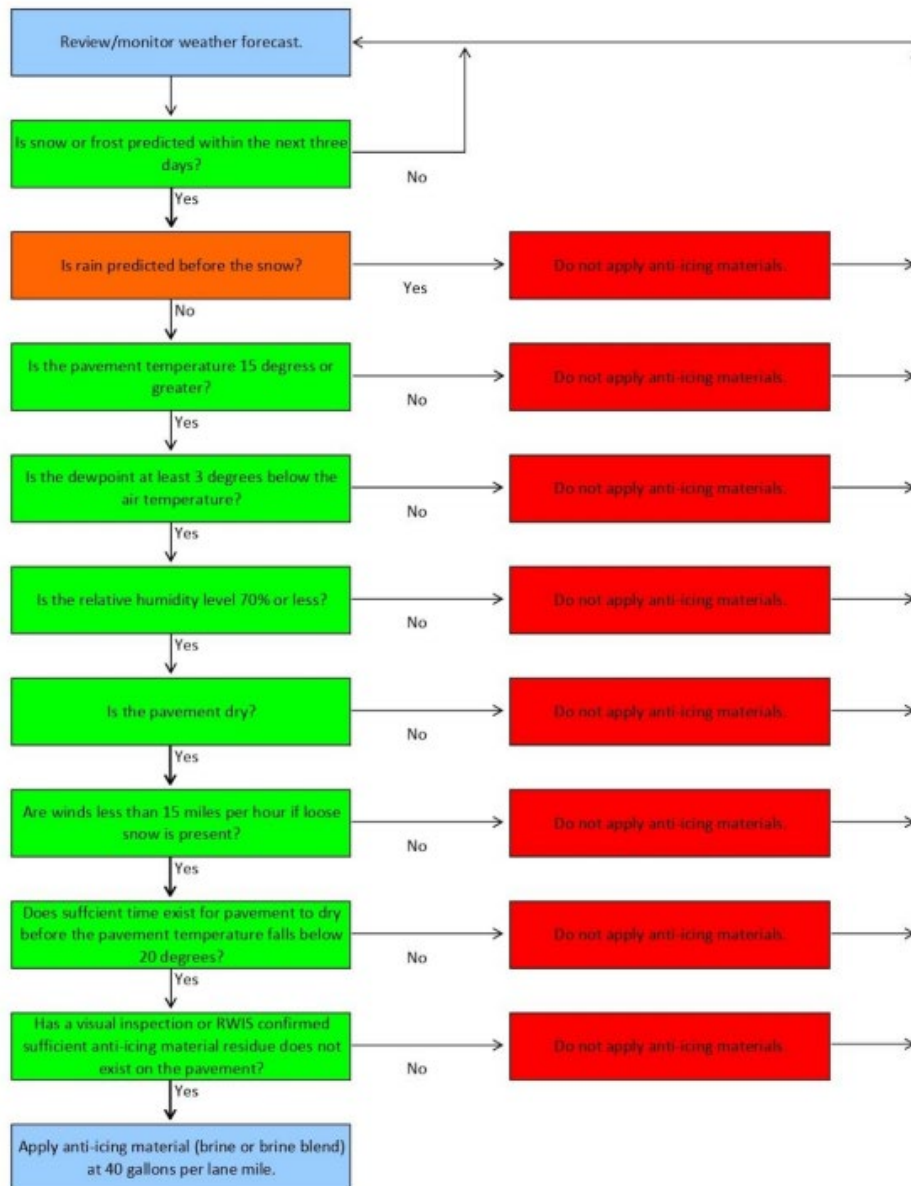 Review/monitor weather forecast.
Is snow or frost predicted within the next three
days?
No
Yes
Is rain predicted before the snow?
Do not apply anti-icing materials.
Yes
No
Is the pavement temperature 15 degress or
greater?
Do not apply anti-icing materials.
No
Yes
Is the dewpoint at least 3 degrees below the
air temperature?
Do not apply anti-icing materials.
No
Yes
Is the relative humidity level 70% or less?
Do not apply anti-icing materials.
No
Yes
Is the pavement dry?
Do not apply anti-icing materials.
No
Yes
Are winds less than 15 miles per hour if loose
snow is present?
Do not apply anti-icing materials.
No
Yes
Does suffcient time exist for pavement to dry
before the pavement temperature falls below
20 degrees?
Do not apply anti-icing materials.
No
Yes
Has a visual inspection or RWIS confirmed
sufficient anti-icing material residue does not
exist on the pavement?
Do not apply anti-icing materials.
No
Yes
Apply anti-icing material (brine or brine blend)
at 40 gallons per lane mile.